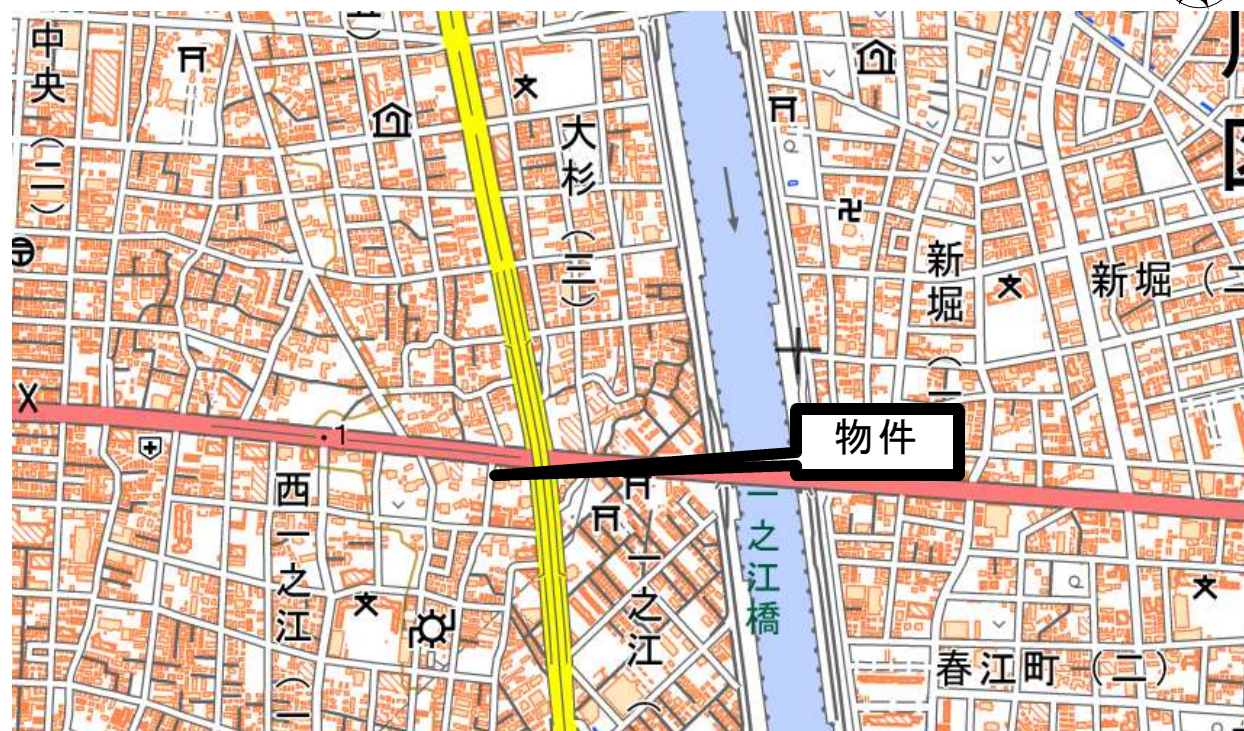 中央（二）
大杉（三）
新堀
新堀
物件
1
西一之江（二
一之江（
一之江橋
春江町（二）
区